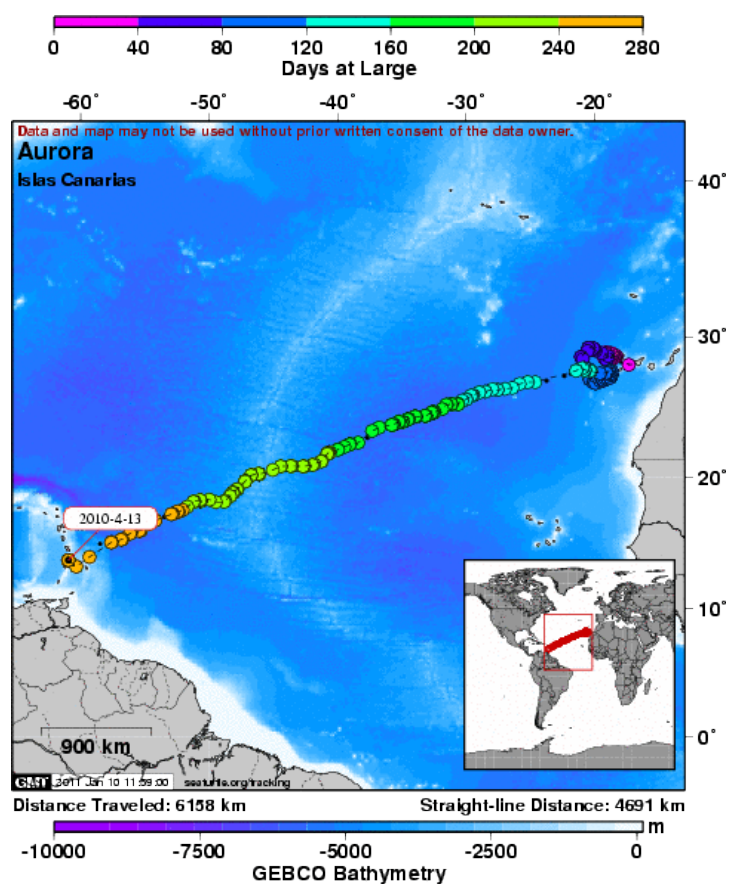 0 40 80 120 160 200 240 280
Days at Large
-60° -50° -40° -30° -20°
Data and map may not be used without prior written consent of the data owner.
Aurora
Islas Canarias
40°
30°
20°
2010-4-13
10°
0°
900 km
2011 Jan 10 11:59:00 seaturtle.org/tracking
Distance Traveled: 6158 km Straight-line Distance: 4691 km
m
-10000 -7500 -5000 -2500 0
GEBCO Bathymetry